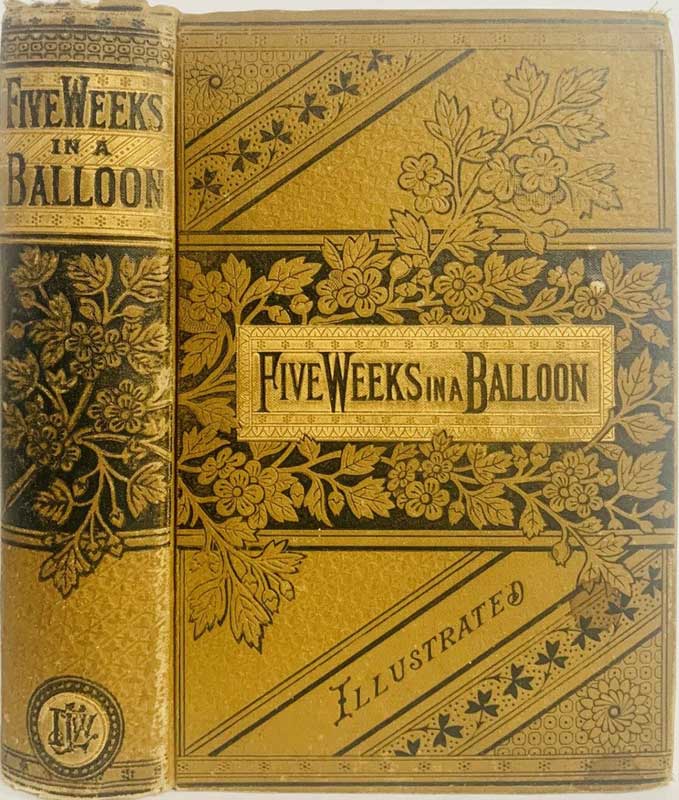 FIVE WEEKS
IN A
BALLOON
FIVE WEEKS IN A BALLOON
ILLUSTRATED